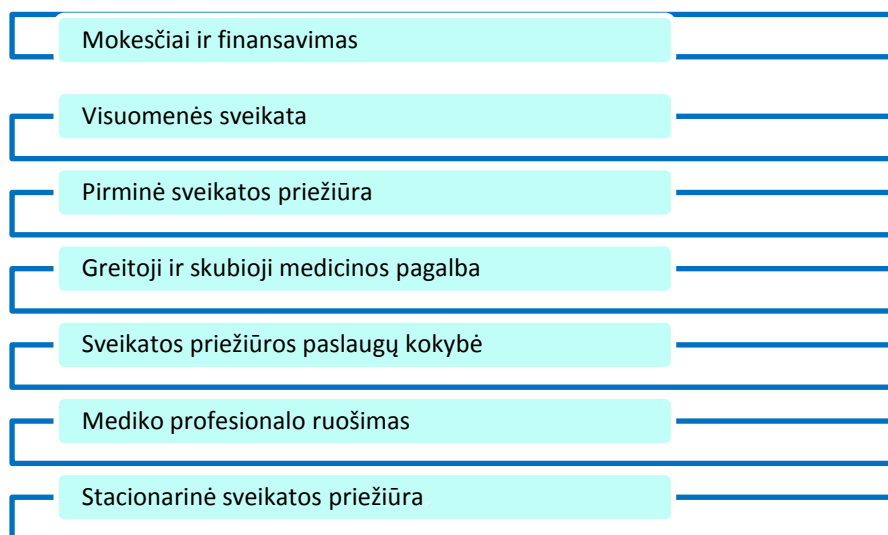 Mokesčiai ir finansavimas
Visuomenės sveikata
Pirminė sveikatos priežiūra
Greitoji ir skubioji medicinos pagalba
Sveikatos priežiūros paslaugų kokybė
Mediko profesionalo ruošimas
Stacionarinė sveikatos priežiūra